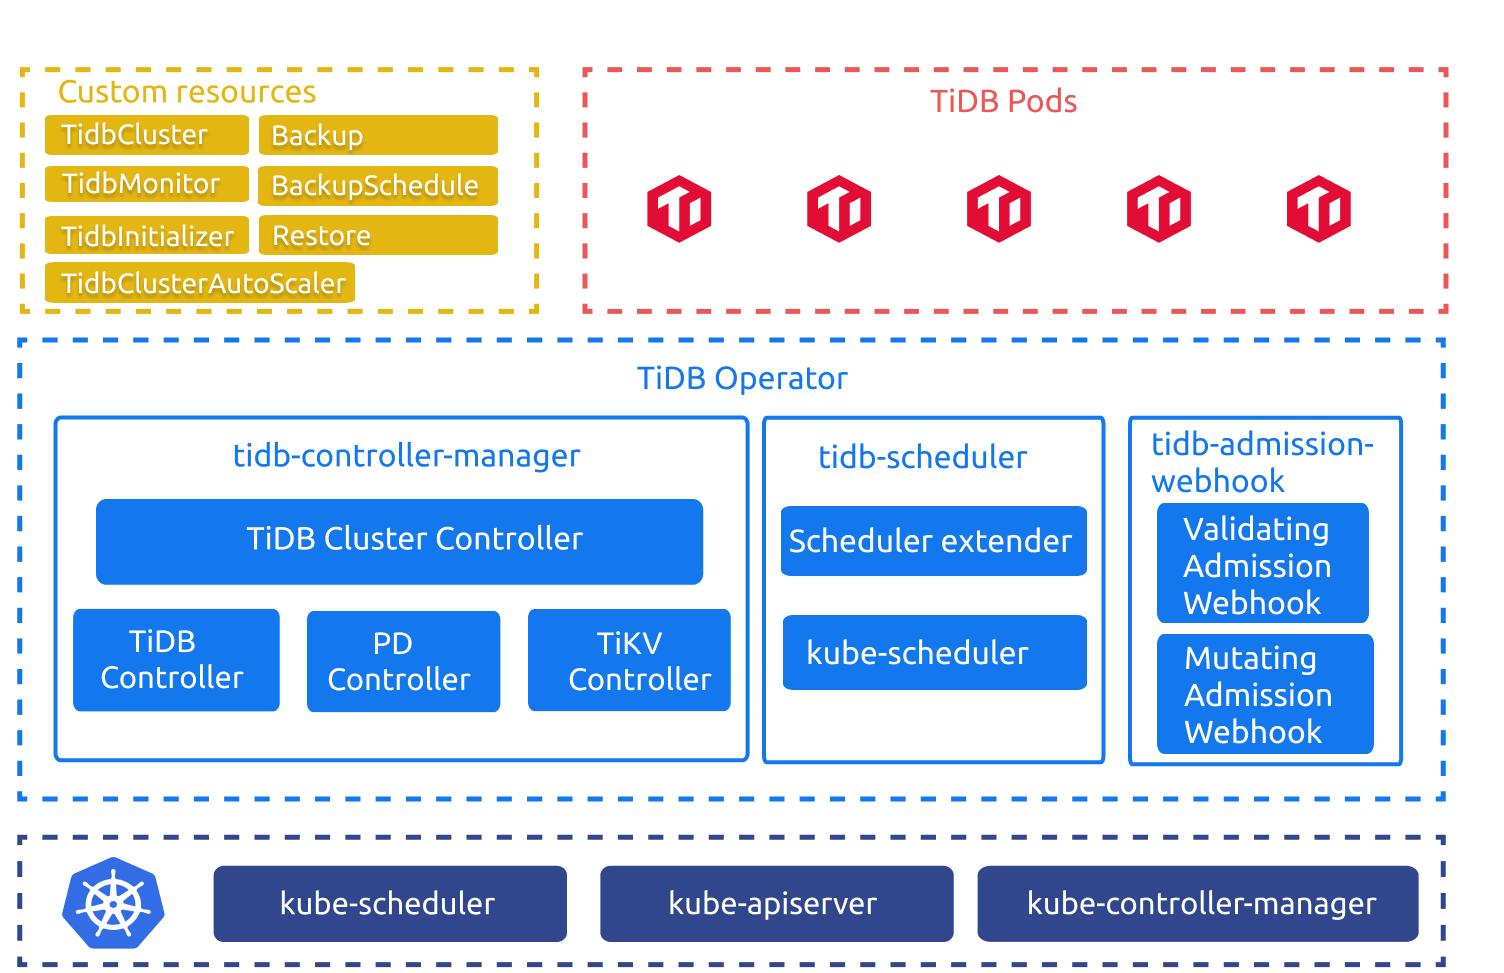 Custom resources
TidbCluster
Backup
TidbMonitor
BackupSchedule
TidbInitializer
Restore
TidbClusterAutoScaler
TiDB Pods
TiDB Operator
tidb-controller-manager
TiDB Cluster Controller
TiDB
Controller
PD
Controller
TiKV
Controller
tidb-scheduler
Scheduler extender
kube-scheduler
tidb-admission-
webhook
Validating
Admission
Webhook
Mutating
Admission
Webhook
kube-scheduler
kube-apiserver
kube-controller-manager